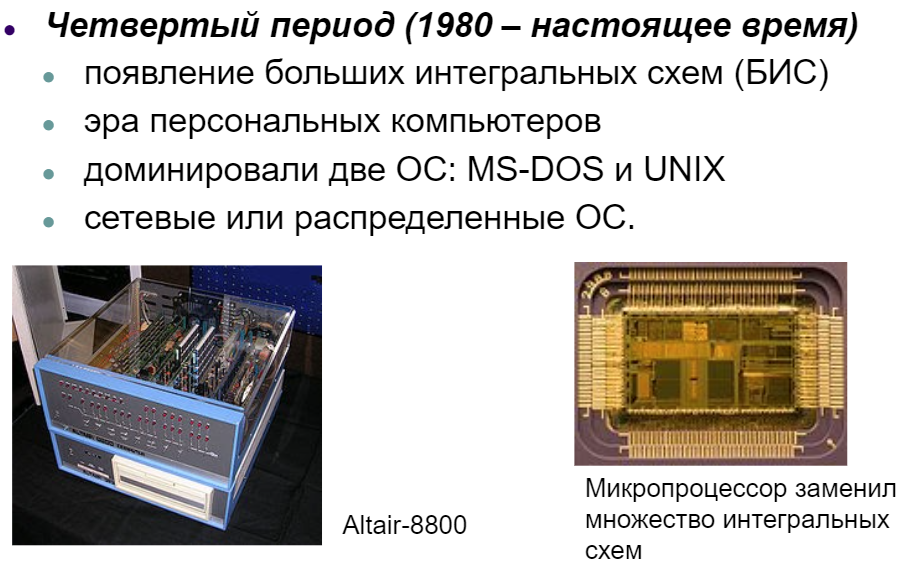 Четвертый период (1980 – настоящее время)
появление больших интегральных схем (БИС)
эра персональных компьютеров
доминировали две ОС: MS-DOS и UNIX
сетевые или распределенные ОС.
Altair-8800
Микропроцессор заменил
множество интегральных
схем